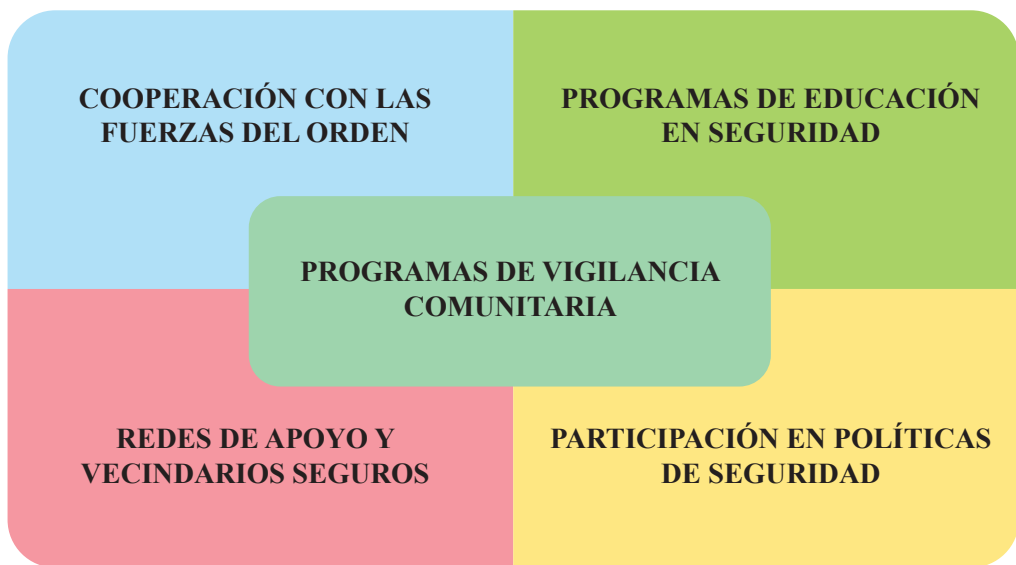 COOPERACIÓN CON LAS
FUERZAS DEL ORDEN
PROGRAMAS DE EDUCACIÓN
EN SEGURIDAD
PROGRAMAS DE VIGILANCIA
COMUNITARIA
REDES DE APOYO Y
VECINDARIOS SEGUROS
PARTICIPACIÓN EN POLÍTICAS
DE SEGURIDAD